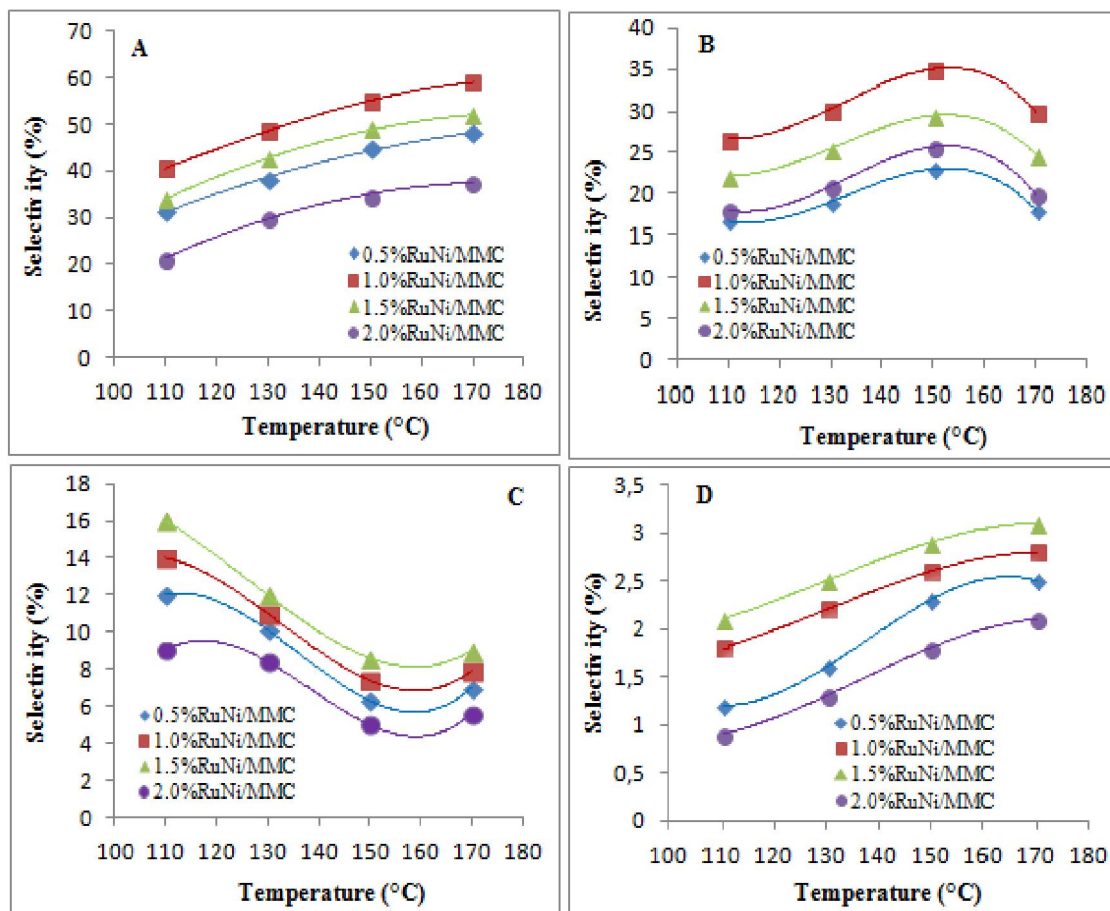 A
Selectivity (%)
70
60
50
40
30
20
10
0
0.5%RuNi/MMC
1.0%RuNi/MMC
1.5%RuNi/MMC
2.0%RuNi/MMC
100 110 120 130 140 150 160 170 180
Temperature (°C)
B
Selectivity (%)
40
35
30
25
20
15
10
5
0
0.5%RuNi/MMC
1.0%RuNi/MMC
1.5%RuNi/MMC
2.0%RuNi/MMC
100 110 120 130 140 150 160 170 180
Temperature (°C)
C
Selectivity (%)
18
16
14
12
10
8
6
4
2
0
0.5%RuNi/MMC
1.0%RuNi/MMC
1.5%RuNi/MMC
2.0%RuNi/MMC
100 110 120 130 140 150 160 170 180
Temperature (°C)
D
Selectivity (%)
3,5
3
2,5
2
1,5
1
0,5
0
0.5%RuNi/MMC
1.0%RuNi/MMC
1.5%RuNi/MMC
2.0%RuNi/MMC
100 110 120 130 140 150 160 170 180
Temperature (°C)